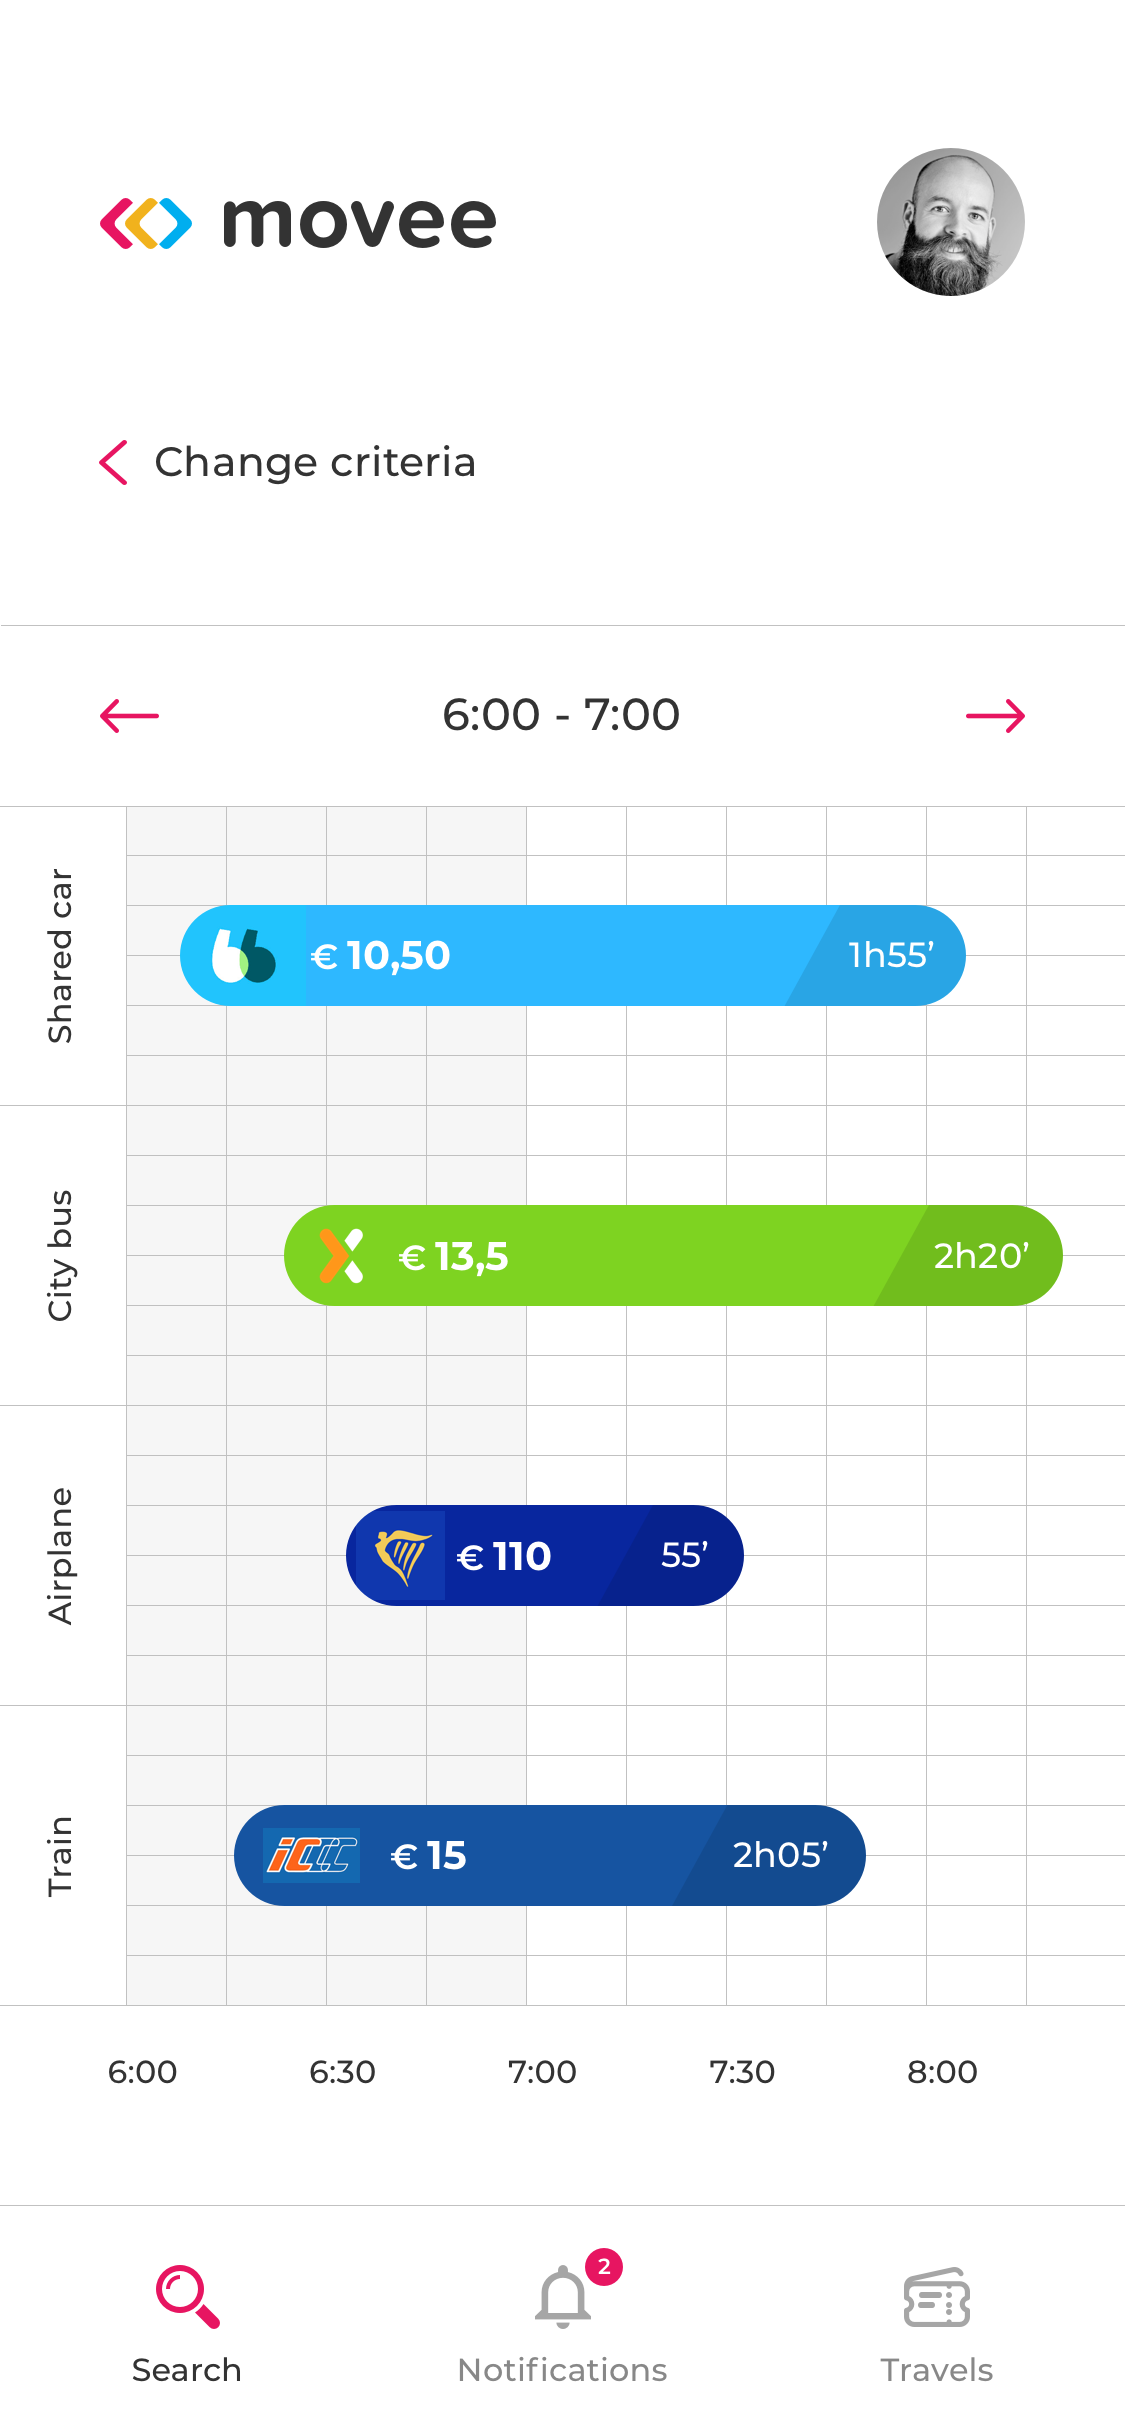 movee
Change criteria
6:00 - 7:00
Shared car
€ 10,50
1h55’
City bus
€ 13,5
2h20’
Airplane
€ 110
55’
Train
iC
€ 15
2h05’
6:00 6:30 7:00 7:30 8:00
2
Search Notifications Travels